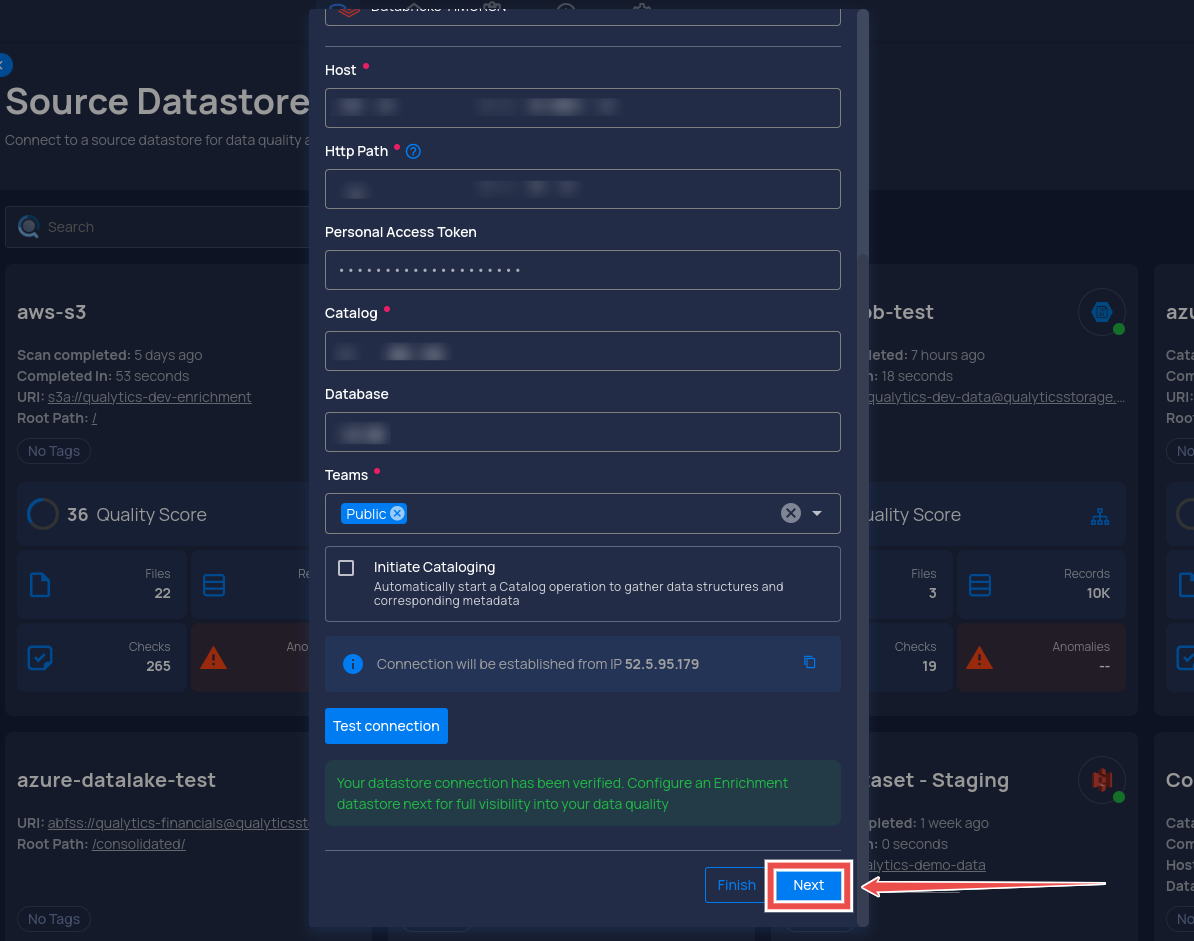 Host
Http Path
Personal Access Token
Catalog
Database
Teams
Public
Initiate Cataloging
Automatically start a Catalog operation to gather data structures and
corresponding metadata
Connection will be established from IP 52.5.95.179
Test connection
Your datastore connection has been verified. Configure an Enrichment
datastore next for full visibility into your data quality
Finish
Next
Source Datastore
Connect to a source datastore for data quality a
Search
aws-s3
Scan completed: 5 days ago
Completed In: 53 seconds
URI: s3a://qualytics-dev-enrichment
Root Path: /
No Tags
36 Quality Score
Files
22
Re
Checks
265
Ano
ob-test
leted: 7 hours ago
n: 18 seconds
qualytics-dev-data@qualyticsstorage....
uality Score
Files
3
Records
10K
Checks
19
Anomalies
--
azu
Cata
Com
URI:
Root
No
azure-datalake-test
URI: abfss://qualytics-financials@qualyticssto
Root Path: /consolidated/
No Tags
taset - Staging
pleted: 1 week ago
n: 0 seconds
alytics-demo-data
Co
Cata
Com
Host
Data
No